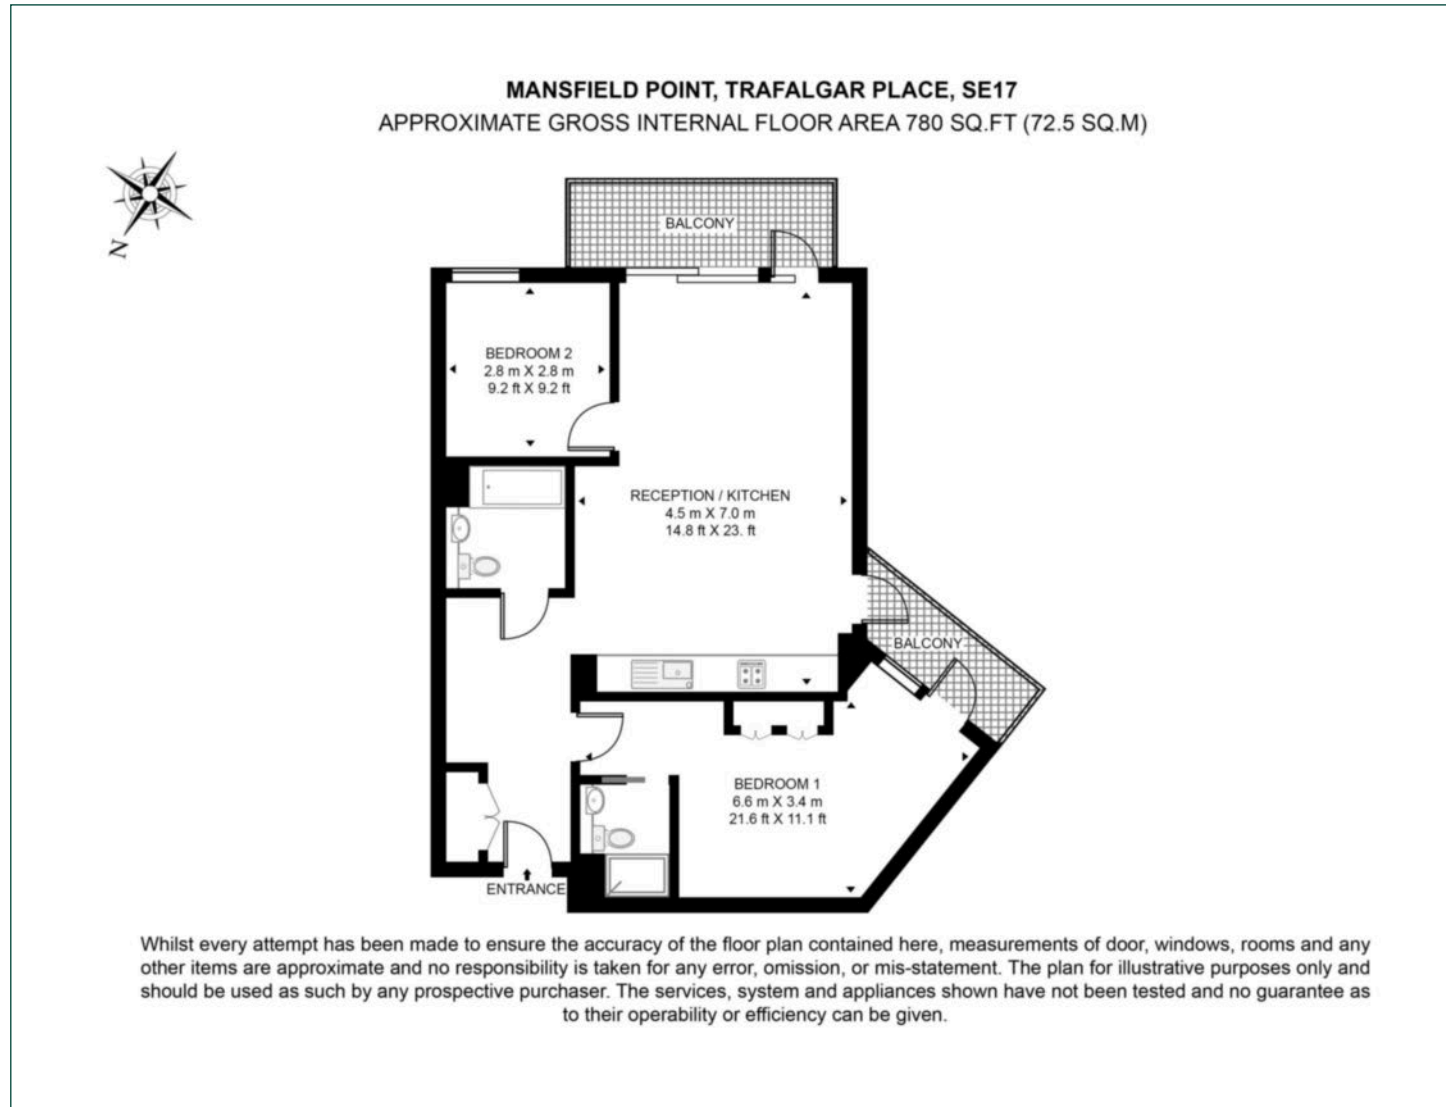 MANSFIELD POINT, TRAFALGAR PLACE, SE17
APPROXIMATE GROSS INTERNAL FLOOR AREA 780 SQ.FT (72.5 SQ.M)
N
BALCONY
BEDROOM 2
2.8 m X 2.8 m
9.2 ft X 9.2 ft
RECEPTION / KITCHEN
4.5 m X 7.0 m
14.8 ft X 23. ft
BALCONY
BEDROOM 1
6.6 m X 3.4 m
21.6 ft X 11.1 ft
ENTRANCE
Whilst every attempt has been made to ensure the accuracy of the floor plan contained here, measurements of door, windows, rooms and any
other items are approximate and no responsibility is taken for any error, omission, or mis-statement. The plan for illustrative purposes only and
should be used as such by any prospective purchaser. The services, system and appliances shown have not been tested and no guarantee as
to their operability or efficiency can be given.